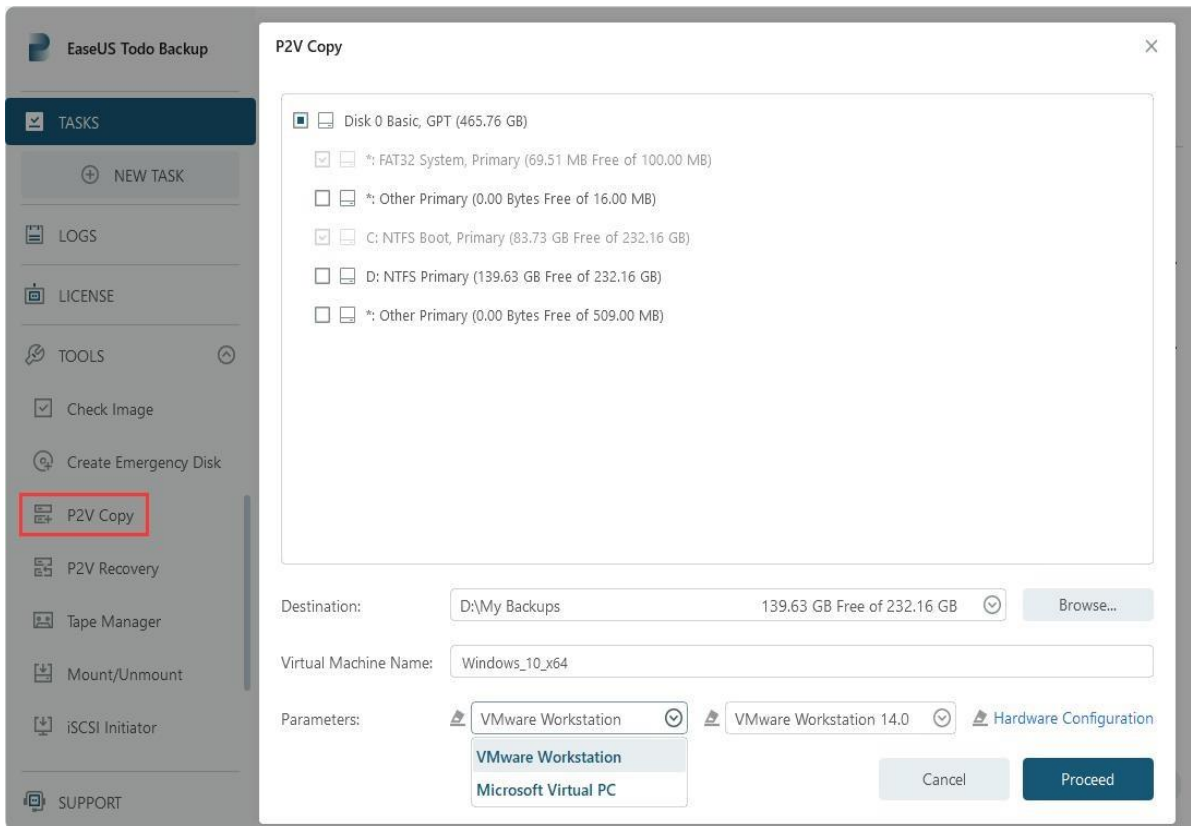 EaseUS Todo Backup
TASKS
NEW TASK
LOGS
LICENSE
TOOLS
Check Image
Create Emergency Disk
P2V Copy
P2V Recovery
Tape Manager
Mount/Unmount
iSCSI Initiator
SUPPORT
P2V Copy
Disk 0 Basic, GPT (465.76 GB)
*: FAT32 System, Primary (69.51 MB Free of 100.00 MB)
*: Other Primary (0.00 Bytes Free of 16.00 MB)
C: NTFS Boot, Primary (83.73 GB Free of 232.16 GB)
D: NTFS Primary (139.63 GB Free of 232.16 GB)
*: Other Primary (0.00 Bytes Free of 509.00 MB)
Destination: D:\My Backups 139.63 GB Free of 232.16 GB Browse...
Virtual Machine Name: Windows_10_x64
Parameters: VMware Workstation VMware Workstation 14.0 Hardware Configuration
VMware Workstation
Microsoft Virtual PC
Cancel Proceed